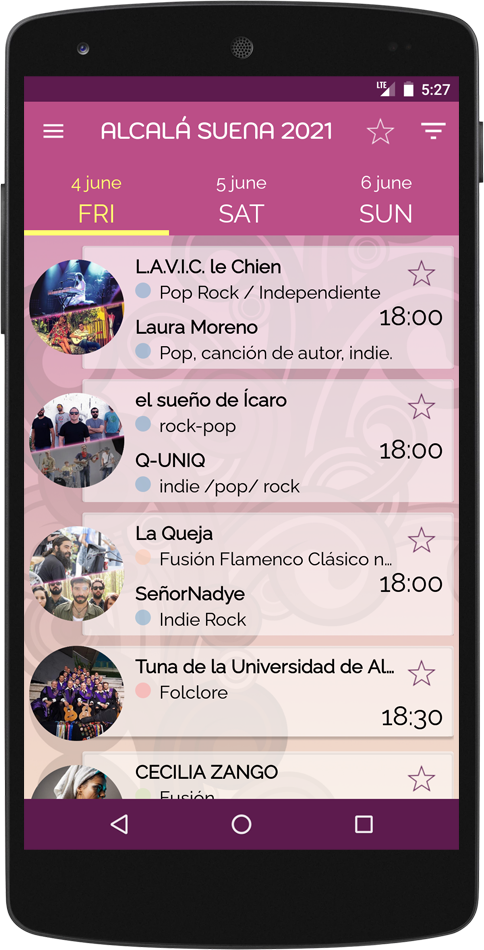 LTE 5:27
ALCALÁ SUENA 2021
4 june 5 june 6 june
FRI SAT SUN
L.A.V.I.C. le Chien
Pop Rock / Independiente
18:00
Laura Moreno
Pop, canción de autor, indie.
el sueño de Ícaro
rock-pop
18:00
Q-UNIQ
indie /pop/ rock
La Queja
Fusión Flamenco Clásico n...
18:00
SeñorNadye
Indie Rock
Tuna de la Universidad de Al...
Folclore
18:30
CECILIA ZANGO
Fusión